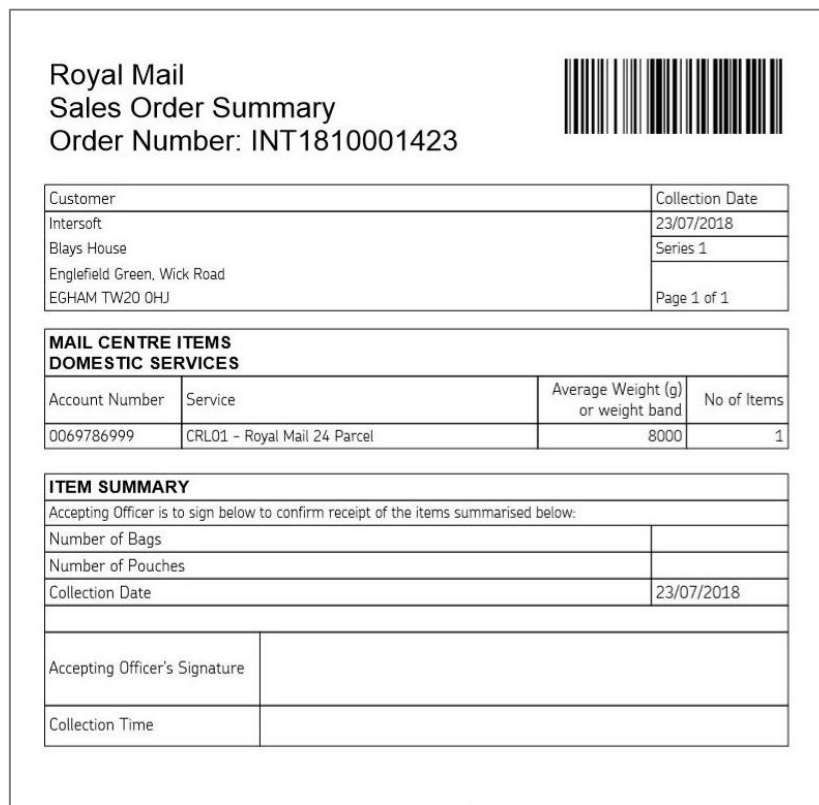 Royal Mail
Sales Order Summary
Order Number: INT1810001423
Customer Collection Date
Intersoft 23/07/2018
Blays House Series 1
Englefield Green, Wick Road
EGHAM TW20 0HJ Page 1 of 1
MAIL CENTRE ITEMS
DOMESTIC SERVICES
Account Number Service Average Weight (g) or weight band No of Items
0069786999 CRL01 - Royal Mail 24 Parcel 8000 1
ITEM SUMMARY
Accepting Officer is to sign below to confirm receipt of the items summarised below:
Number of Bags
Number of Pouches
Collection Date 23/07/2018
Accepting Officer's Signature
Collection Time